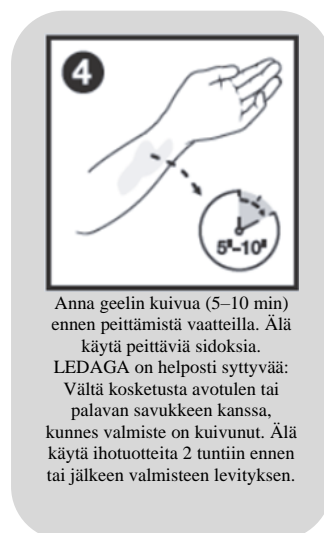 4
5ª-10ª
Anna geelin kuivua (5–10 min)
ennen peittämistä vaatteilla. Älä
käytä peittäviä sidoksia.
LEDAGA on helposti syttyvää:
Vältä kosketusta avotulen tai
palavan savukkeen kanssa,
kunnes valmiste on kuivunut. Älä
käytä ihotuotteita 2 tuntiin ennen
tai jälkeen valmisteen levityksen.